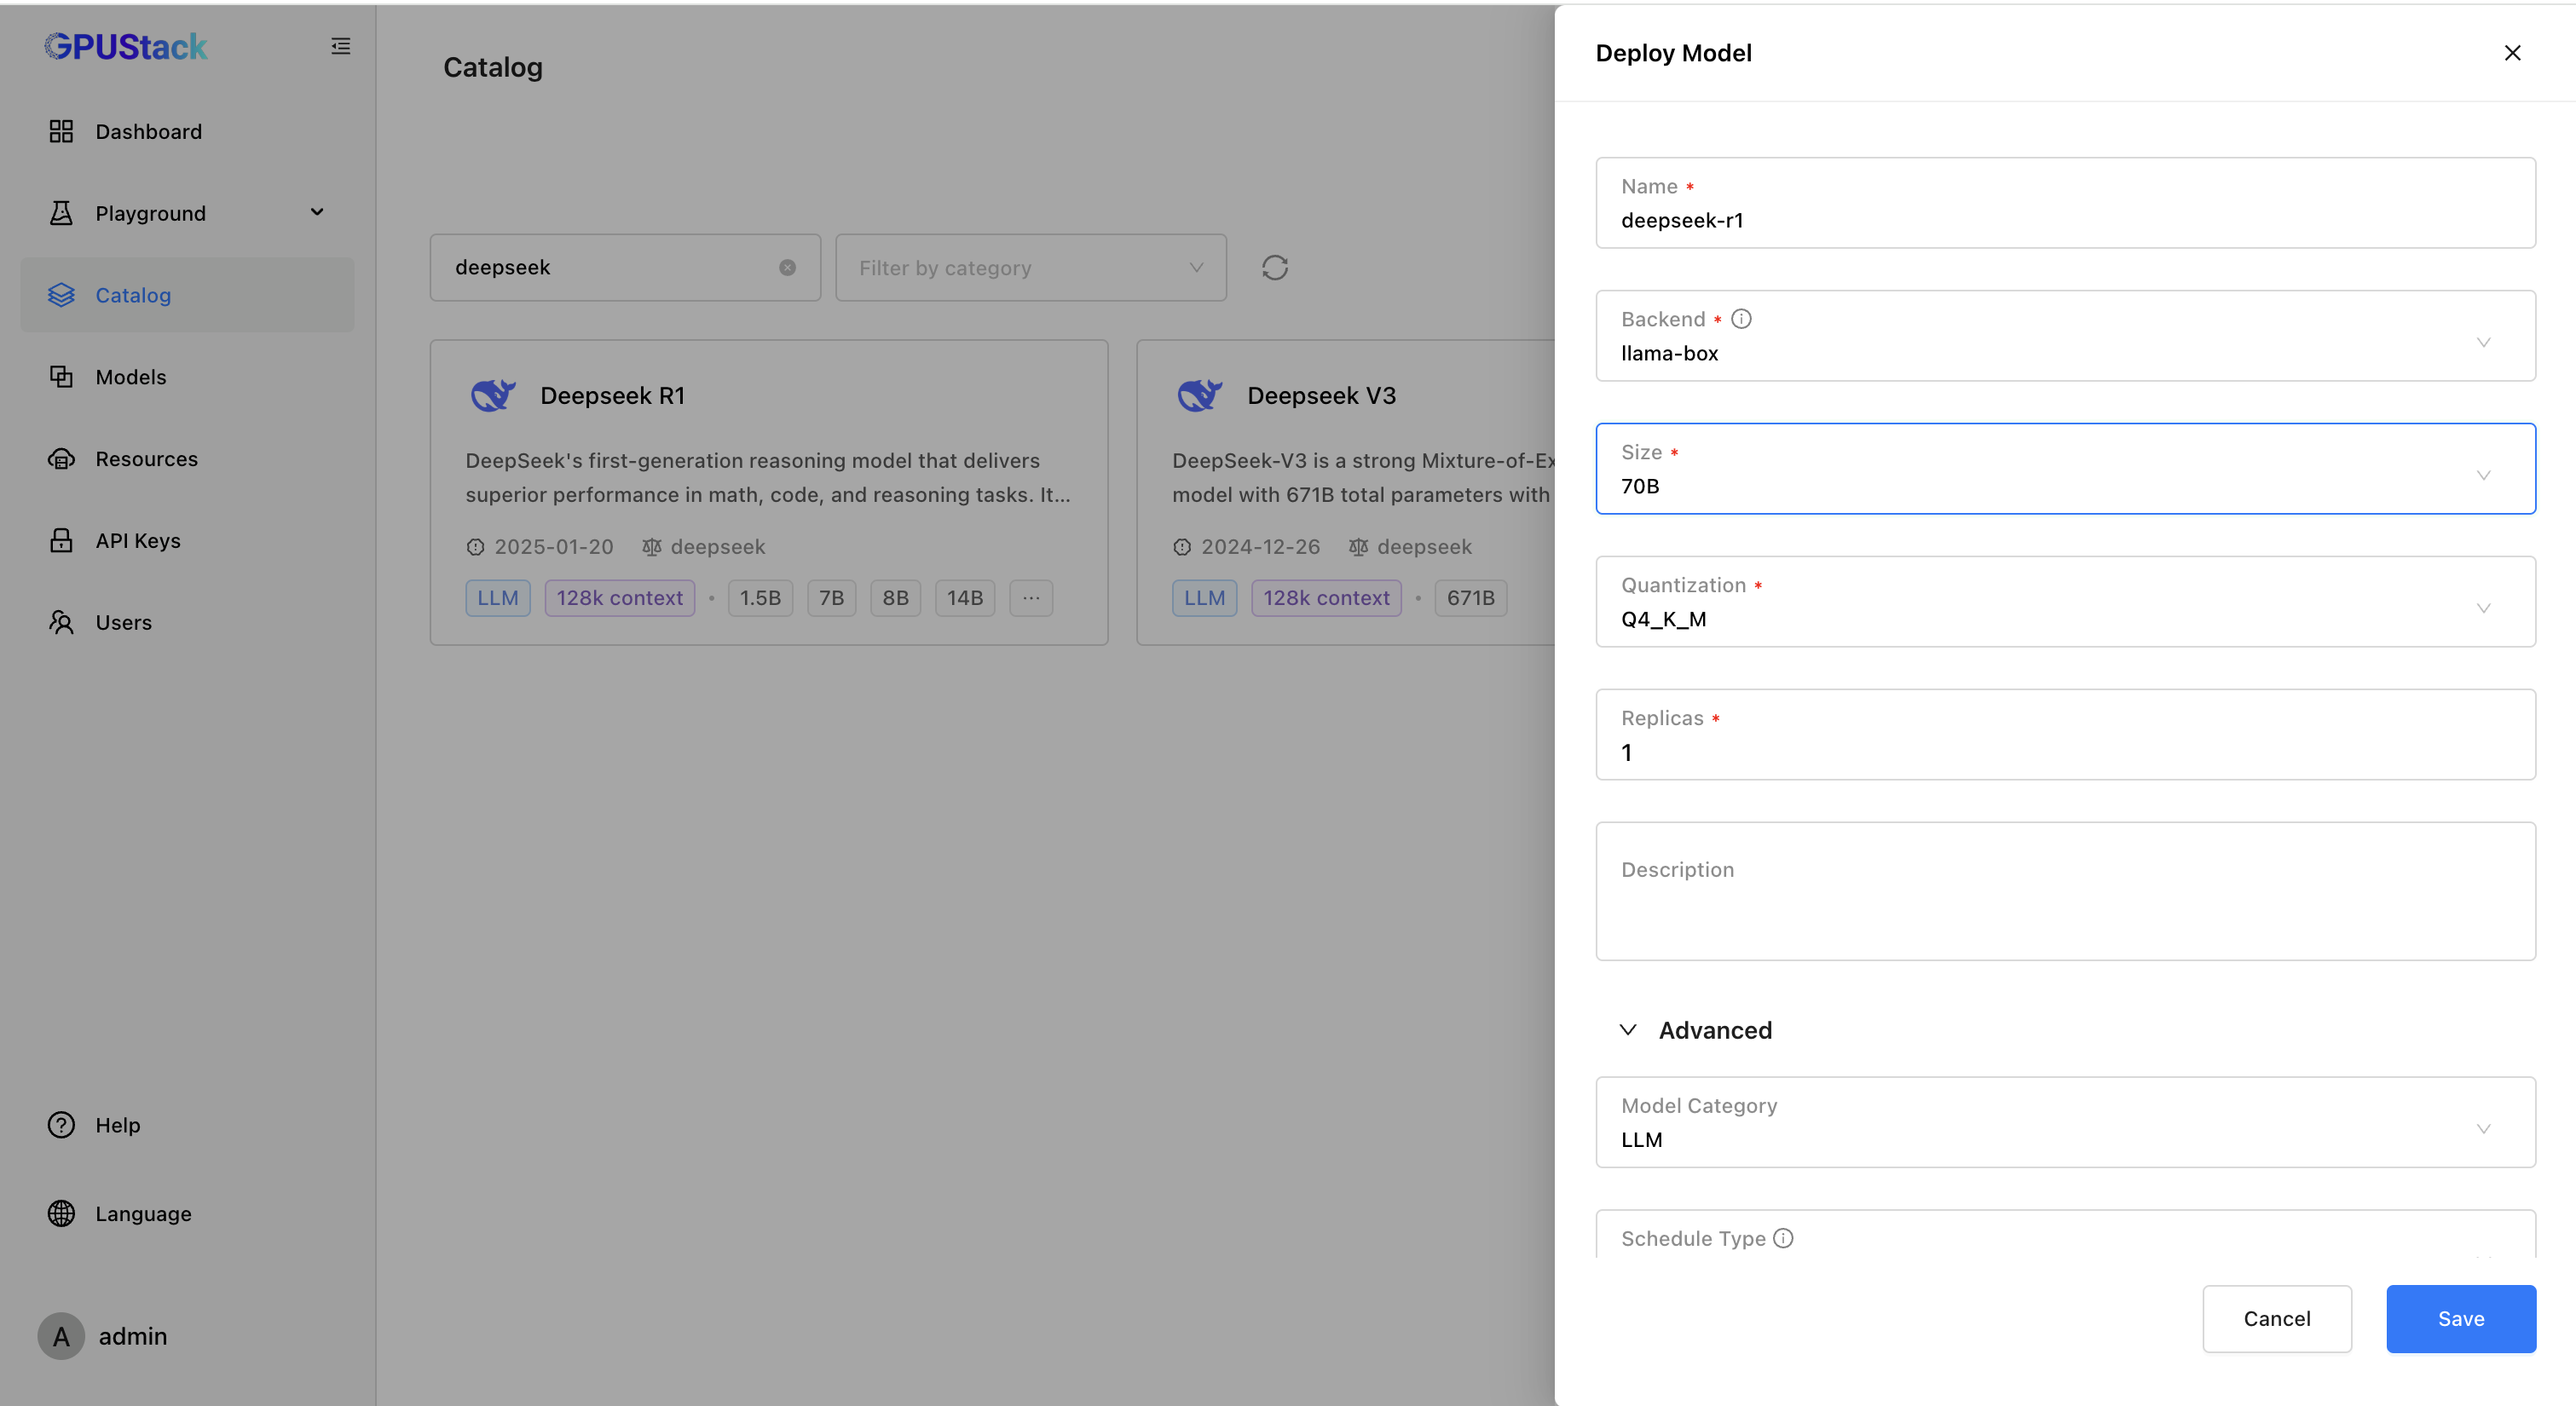 GPUStack
Dashboard
Playground
Catalog
Models
Resources
API Keys
Users
Help
Language
A admin
Catalog
deepseek
Filter by category
Deepseek R1
DeepSeek's first-generation reasoning model that delivers
superior performance in math, code, and reasoning tasks. It...
2025-01-20 deepseek
LLM 128k context • 1.5B 7B 8B 14B ...
Deepseek V3
DeepSeek-V3 is a strong Mixture-of-Ex
model with 671B total parameters with
2024-12-26 deepseek
LLM 128k context • 671B
Deploy Model
Name *
deepseek-r1
Backend *
llama-box
Size *
70B
Quantization *
Q4_K_M
Replicas *
1
Description
Advanced
Model Category
LLM
Schedule Type
Cancel Save